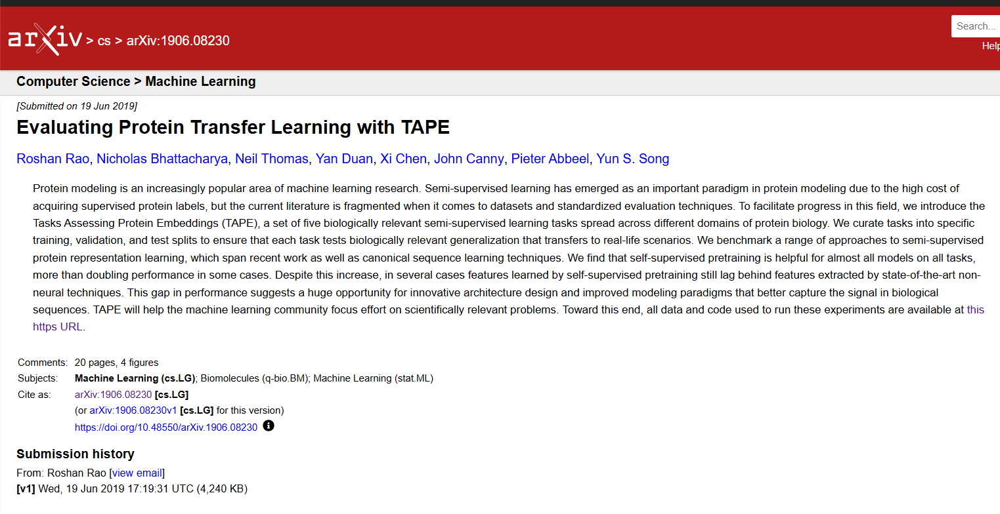 arXiv > cs > arXiv:1906.08230
Search...
Help
Computer Science > Machine Learning
[Submitted on 19 Jun 2019]
Evaluating Protein Transfer Learning with TAPE
Roshan Rao, Nicholas Bhattacharya, Neil Thomas, Yan Duan, Xi Chen, John Canny, Pieter Abbeel, Yun S. Song
Protein modeling is an increasingly popular area of machine learning research. Semi-supervised learning has emerged as an important paradigm in protein modeling due to the high cost of
acquiring supervised protein labels, but the current literature is fragmented when it comes to datasets and standardized evaluation techniques. To facilitate progress in this field, we introduce the
Tasks Assessing Protein Embeddings (TAPE), a set of five biologically relevant semi-supervised learning tasks spread across different domains of protein biology. We curate tasks into specific
training, validation, and test splits to ensure that each task tests biologically relevant generalization that transfers to real-life scenarios. We benchmark a range of approaches to semi-supervised
protein representation learning, which span recent work as well as canonical sequence learning techniques. We find that self-supervised pretraining is helpful for almost all models on all tasks,
more than doubling performance in some cases. Despite this increase, in several cases features learned by self-supervised pretraining still lag behind features extracted by state-of-the-art non-
neural techniques. This gap in performance suggests a huge opportunity for innovative architecture design and improved modeling paradigms that better capture the signal in biological
sequences. TAPE will help the machine learning community focus effort on scientifically relevant problems. Toward this end, all data and code used to run these experiments are available at this
https URL.
Comments: 20 pages, 4 figures
Subjects: Machine Learning (cs.LG); Biomolecules (q-bio.BM); Machine Learning (stat.ML)
Cite as: arXiv:1906.08230 [cs.LG]
(or arXiv:1906.08230v1 [cs.LG] for this version)
https://doi.org/10.48550/arXiv.1906.08230
Submission history
From: Roshan Rao [view email]
[v1] Wed, 19 Jun 2019 17:19:31 UTC (4,240 KB)